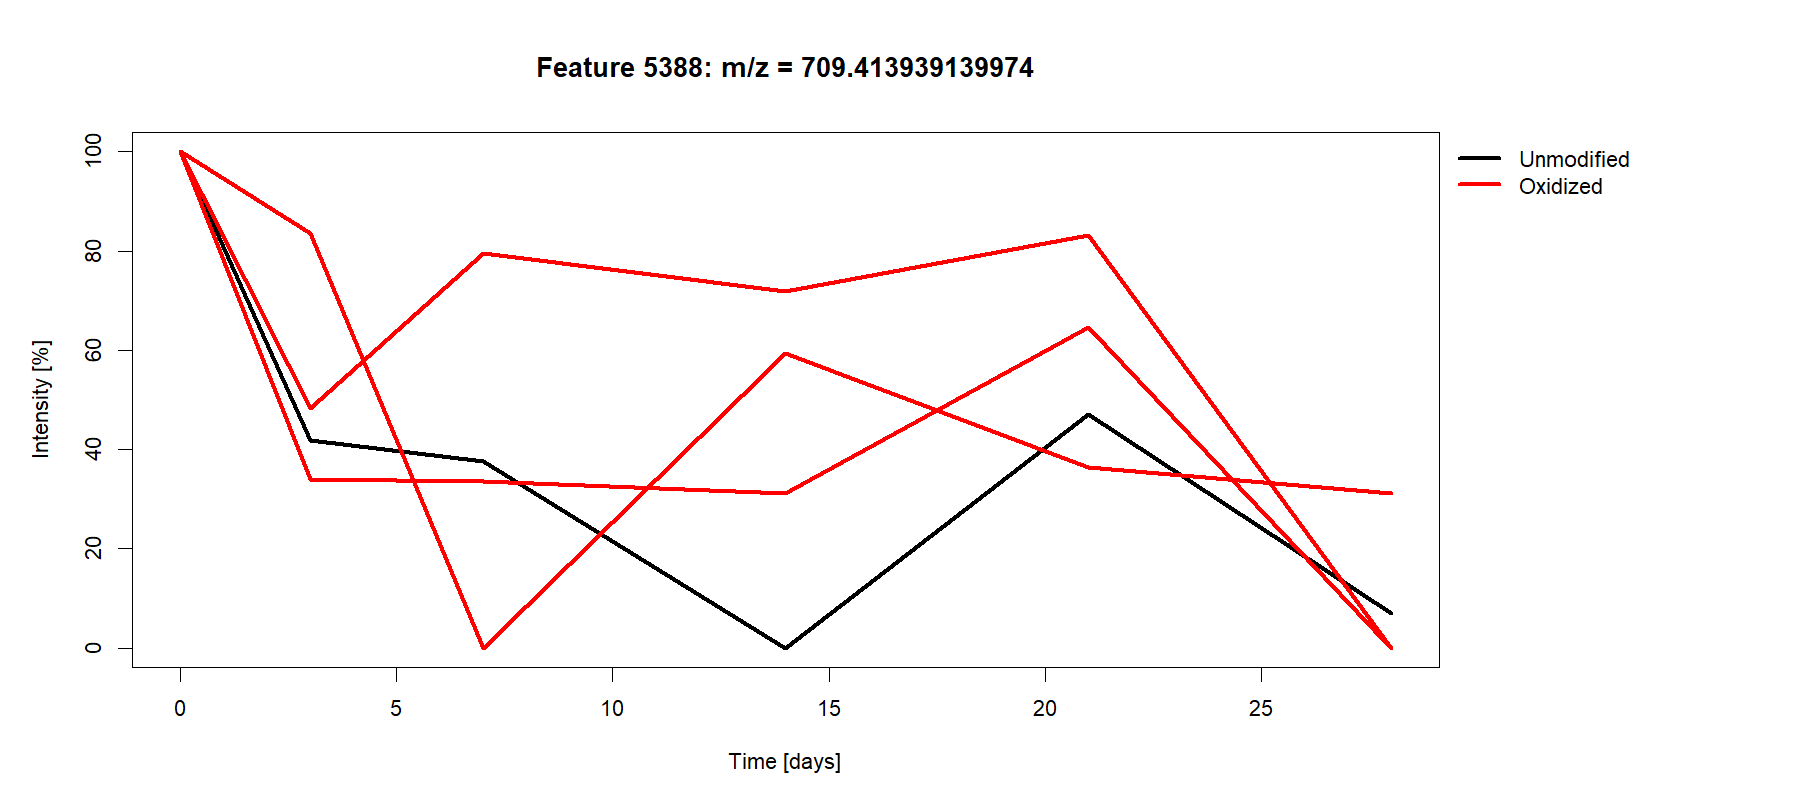 Feature 5388: m/z = 709.413939139974
Unmodified
Oxidized
100
80
60
40
20
0
Intensity [%]
0 5 10 15 20 25
Time [days]